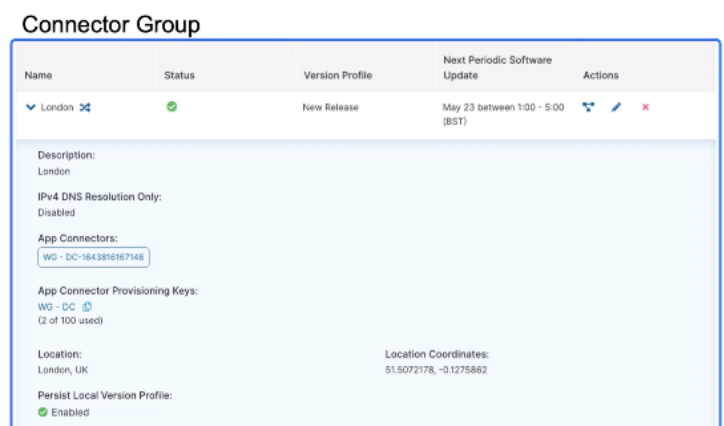 Connector Group
Name Status Version Profile Next Periodic Software Update Actions
London New Release May 23 between 1:00 - 5:00 (BST)
Description:
London
IPv4 DNS Resolution Only:
Disabled
App Connectors:
WG - DC-1643816167146
App Connector Provisioning Keys:
WG - DC
(2 of 100 used)
Location:
London, UK
Location Coordinates:
51.5072178, -0.1275862
Persist Local Version Profile:
Enabled